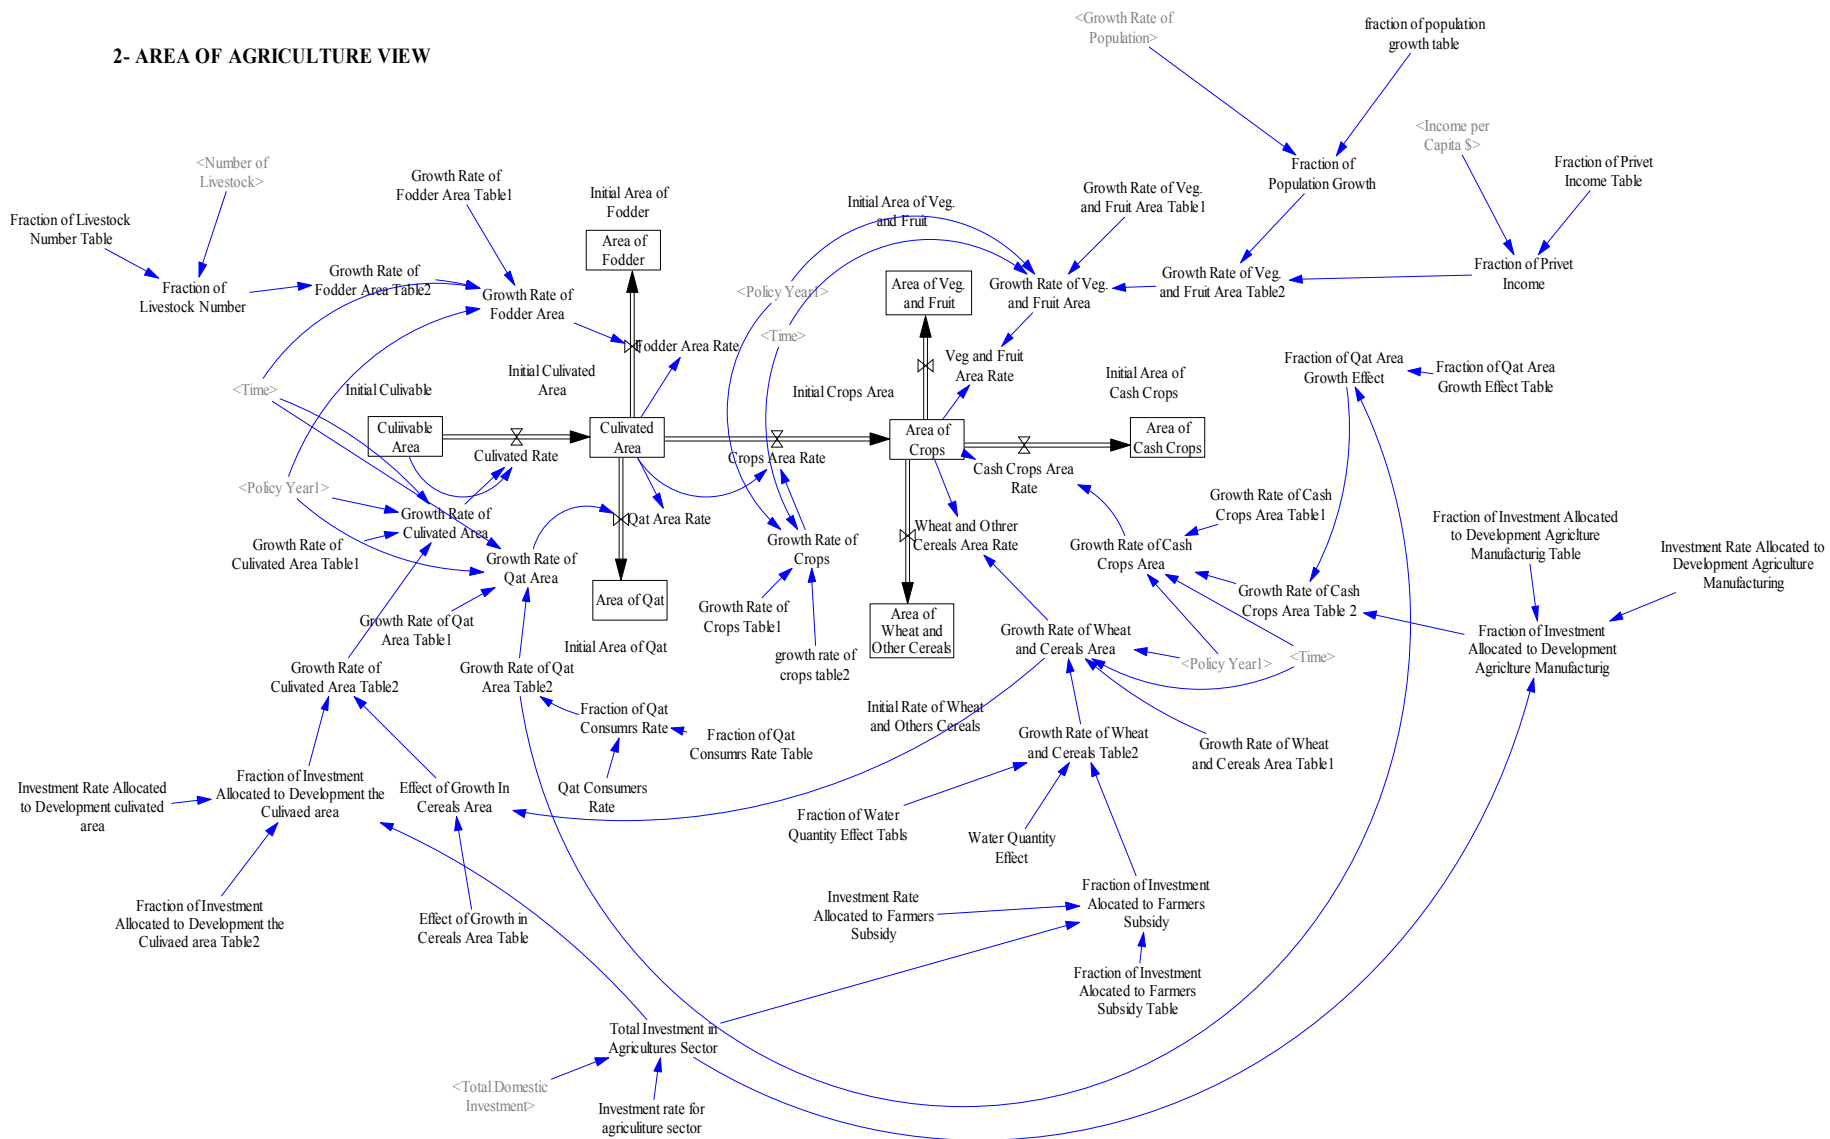 2- AREA OF AGRICULTURE VIEW
<Growth Rate of
Population>
fraction of population
growth table
<Income per
Capita $>
<Number of
Livestock>
Growth Rate of
Fodder Area Table1
Initial Area of
Fodder
Initial Area of Veg.
and Fruit
Growth Rate of Veg.
and Fruit Area Table1
Fraction of
Population Growth
Fraction of Privet
Income Table
Fraction of Livestock
Number Table
Area of
Fodder
Fraction of
Livestock Number
Growth Rate of
Fodder Area Table2
Growth Rate of
Fodder Area
<Policy Year1>
Area of Veg.
and Fruit
Growth Rate of Veg.
and Fruit Area
Growth Rate of Veg.
and Fruit Area Table2
Fraction of Privet
Income
<Time>
Fodder Area Rate
Veg and Fruit
Area Rate
Fraction of Qat Area
Growth Effect
Fraction of Qat Area
Growth Effect Table
<Time>
Initial Culivable
Initial Culivated
Area
Initial Crops Area
Initial Area of
Cash Crops
Culiivable
Area
Culivated
Area
Area of
Crops
Area of
Cash Crops
Culivated Rate
Crops Area Rate
Cash Crops Area
Rate
<Policy Year1>
Growth Rate of
Culivated Area
Qat Area Rate
Wheat and Othrer
Cereals Area Rate
Growth Rate of Cash
Crops Area Table1
Fraction of Investment Allocated
to Development Agriclture
Manufacturig Table
Growth Rate of
Culivated Area Table1
Growth Rate of
Qat Area
Growth Rate of
Crops
Growth Rate of Cash
Crops Area
Investment Rate Allocated to
Development Agriculture
Manufacturing
Area of Qat
Growth Rate of
Crops Table1
Area of
Wheat and
Other Cereals
Growth Rate of Cash
Crops Area Table 2
Growth Rate of Qat
Area Table1
Initial Area of Qat
Growth Rate of Wheat
and Cereals Area
<Policy Year1>
<Time>
Fraction of Investment
Allocated to Development
Agriclture Manufacturig
Growth Rate of
Culivated Area Table2
Growth Rate of Qat
Area Table2
growth rate of
crops table2
Fraction of Qat
Consumrs Rate
Initial Rate of Wheat
and Others Cereals
Fraction of Qat
Consumrs Rate Table
Growth Rate of Wheat
and Cereals Table2
Growth Rate of Wheat
and Cereals Area Table1
Investment Rate Allocated
to Development culivated
area
Fraction of Investment
Allocated to Development the
Culivaed area
Effect of Growth In
Cereals Area
Qat Consumers
Rate
Fraction of Water
Quantity Effect Tabls
Water Quantity
Effect
Fraction of Investment
Allocated to Development the
Culivaed area Table2
Effect of Growth in
Cereals Area Table
Investment Rate
Allocated to Farmers
Subsidy
Fraction of Investment
Alocated to Farmers
Subsidy
Fraction of Investment
Alocated to Farmers
Subsidy Table
Total Investment in
Agricultures Sector
<Total Domestic
Investment>
Investment rate for
agriculiture sector